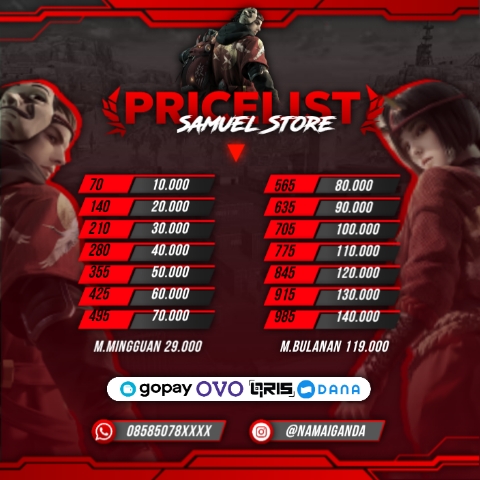 PRICELIST
SAMUEL STORE
70 10.000
140 20.000
210 30.000
280 40.000
355 50.000
425 60.000
495 70.000
M.MINGGUAN 29.000
565 80.000
635 90.000
705 100.000
775 110.000
845 120.000
915 130.000
985 140.000
M.BULANAN 119.000
gopay OVO QRIS DANA
08585078XXXX @NAMAIGANDA